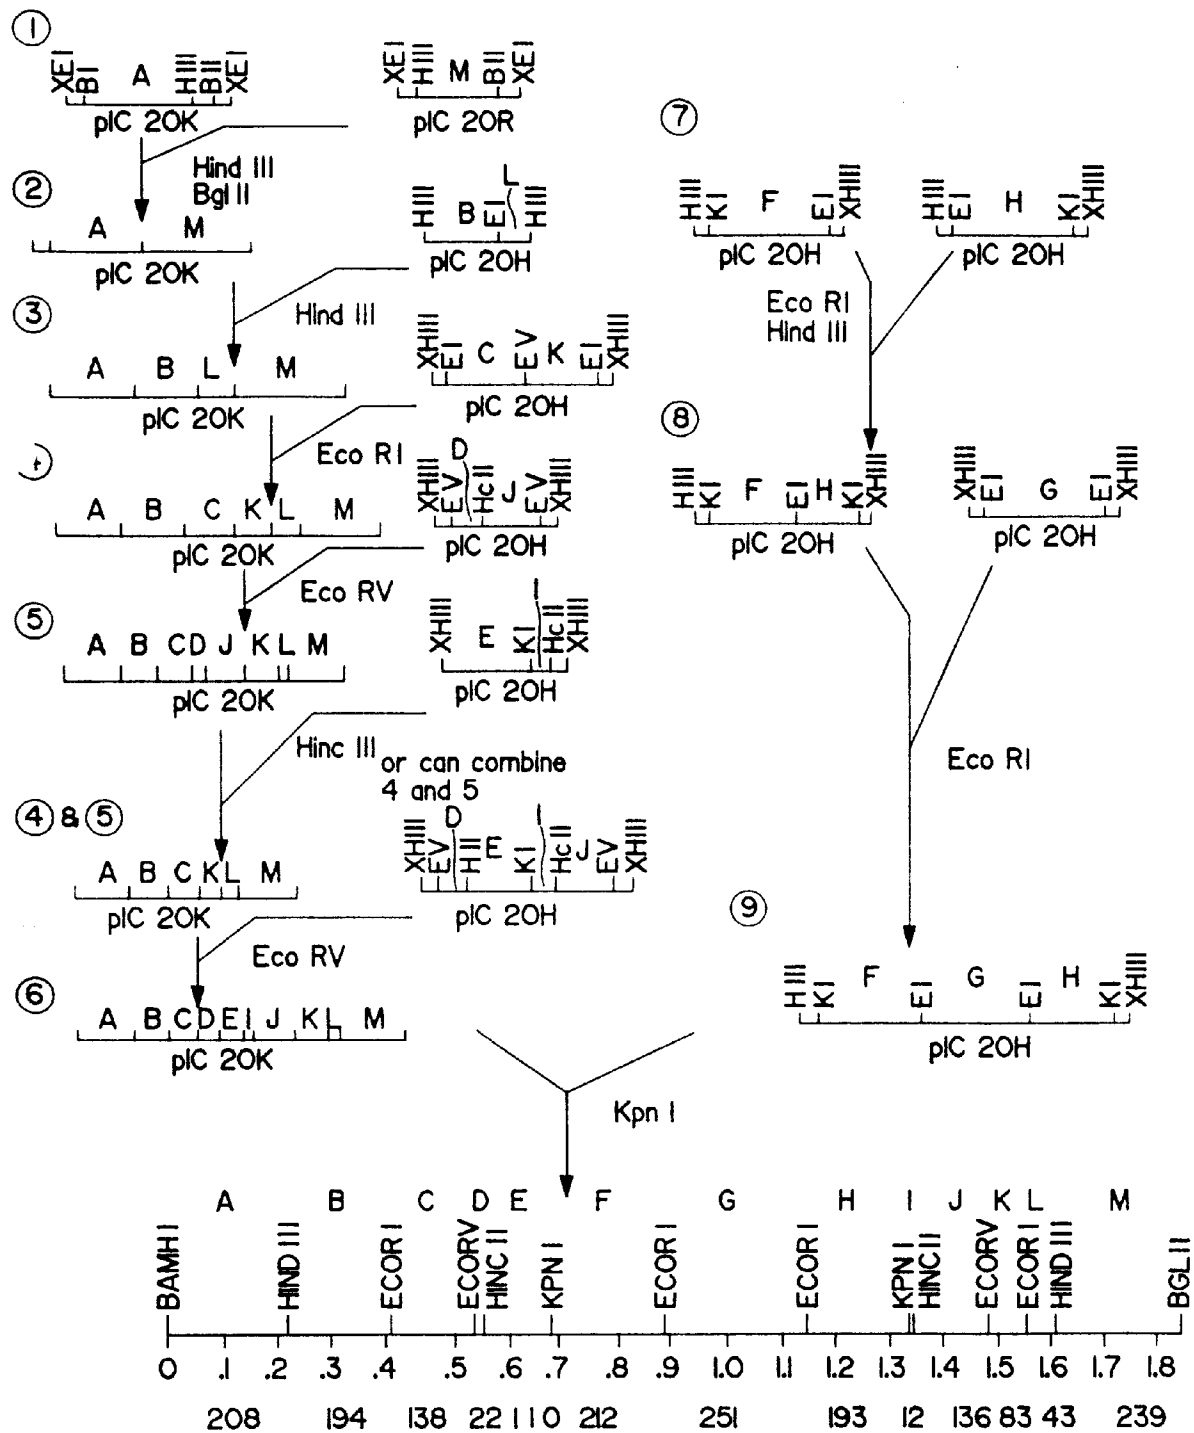 1
XEI BI A HIII BII XEI
pIC 20K
XEI HIII M BII XEI
pIC 20R
Hind III
Bgl II
2
A M
pIC 20K
HIII B EI L HIII
pIC 20H
Hind III
3
A B L M
pIC 20K
XHIII EI C EV K EI XHIII
pIC 20H
Eco RI
A B C K L M
pIC 20K
XHIII EV D HcII J EV XHIII
pIC 20H
Eco RV
5
A B C D J K L M
pIC 20K
XHIII E KI I HcII XHIII
pIC 20H
Hinc III
or can combine
4 and 5
4 & 5
A B C K L M
pIC 20K
XHIII EV D HII E KI I HcII J EV XHIII
pIC 20H
Eco RV
6
A B C D E I J K L M
pIC 20K
7
HIII KI F EI XHIII
pIC 20H
HIII EI H KI XHIII
pIC 20H
Eco RI
Hind III
8
HIII KI F EI H KI XHIII
pIC 20H
XHIII EI G EI XHIII
pIC 20H
Eco RI
9
HIII KI F EI G EI H KI XHIII
pIC 20H
Kpn I
A B C D E F G H I J K L M
BAMH I HIND III ECOR I ECORV HINC II KPN I ECOR I ECOR I KPN I HINC II ECORV ECOR I HIND III BGL II
0 .1 .2 .3 .4 .5 .6 .7 .8 .9 1.0 1.1 1.2 1.3 1.4 1.5 1.6 1.7 1.8
208 194 138 22 110 212 251 193 12 136 83 43 239